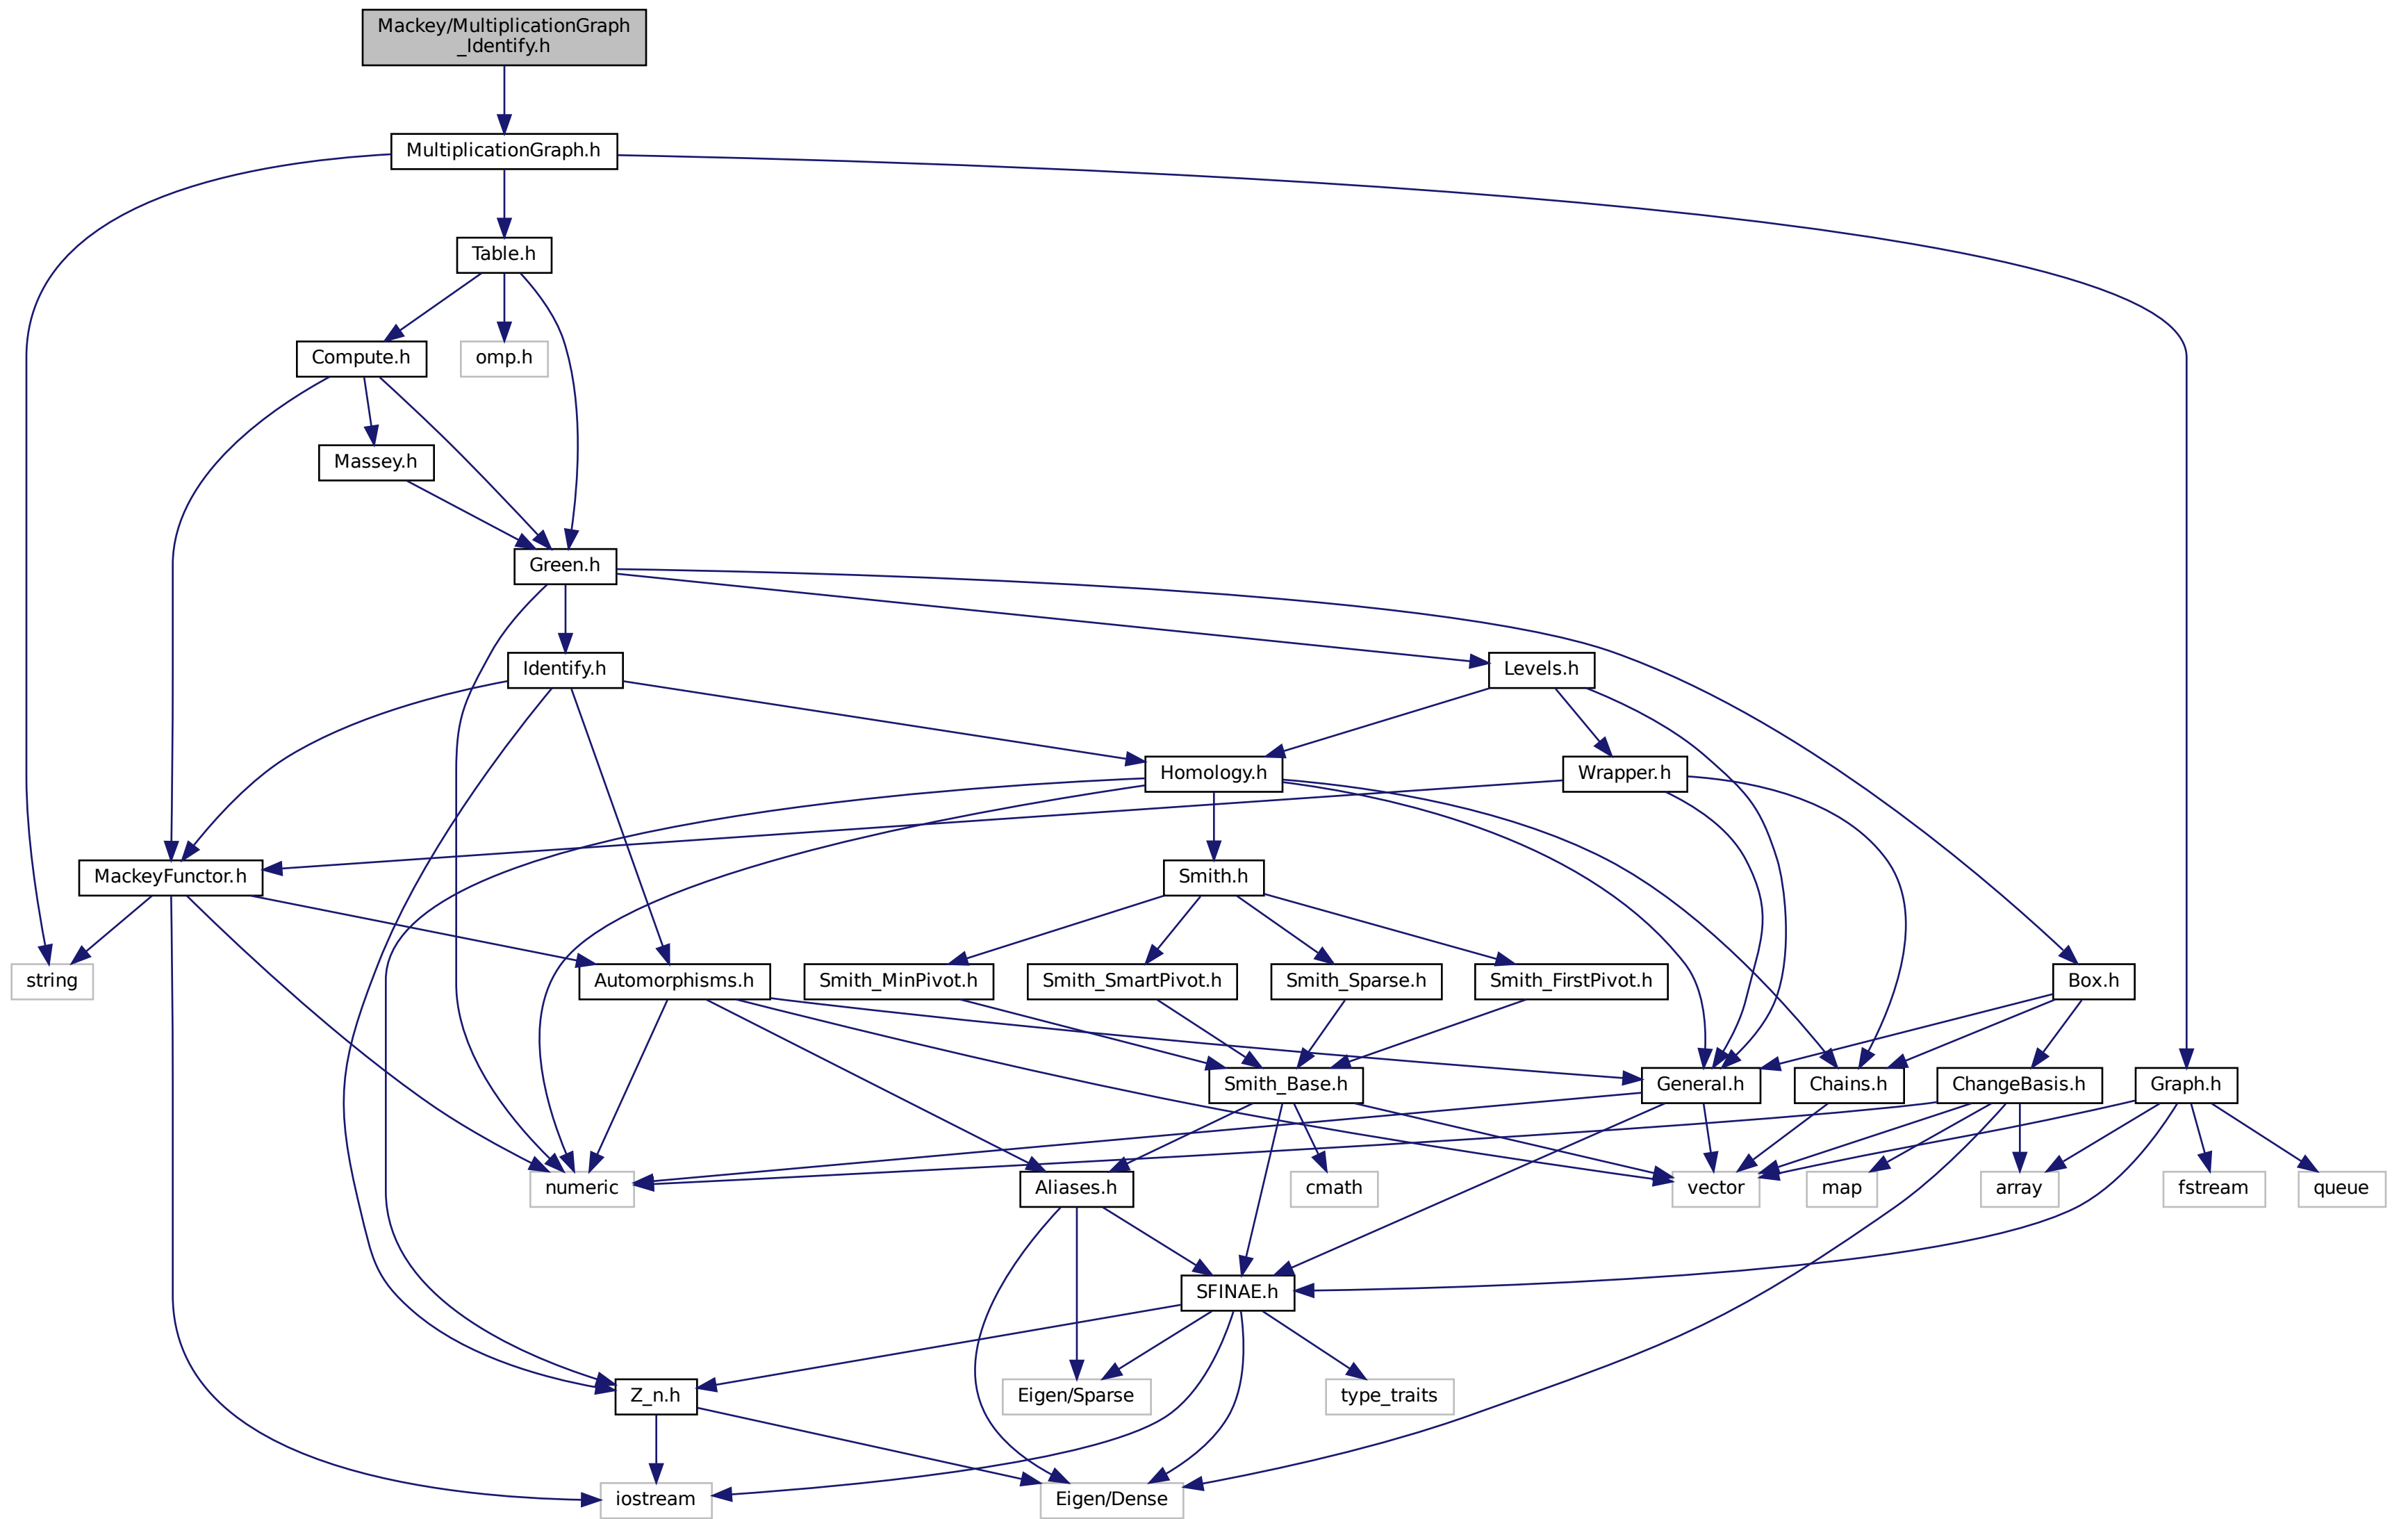 Mackey/MultiplicationGraph
_Identify.h
MultiplicationGraph.h
Table.h
Compute.h
omp.h
Massey.h
Green.h
Identify.h
Levels.h
Homology.h
Wrapper.h
MackeyFunctor.h
Smith.h
string
Automorphisms.h
Smith_MinPivot.h
Smith_SmartPivot.h
Smith_Sparse.h
Smith_FirstPivot.h
Box.h
Smith_Base.h
General.h
Chains.h
ChangeBasis.h
Graph.h
numeric
Aliases.h
cmath
vector
map
array
fstream
queue
SFINAE.h
Z_n.h
Eigen/Sparse
type_traits
iostream
Eigen/Dense